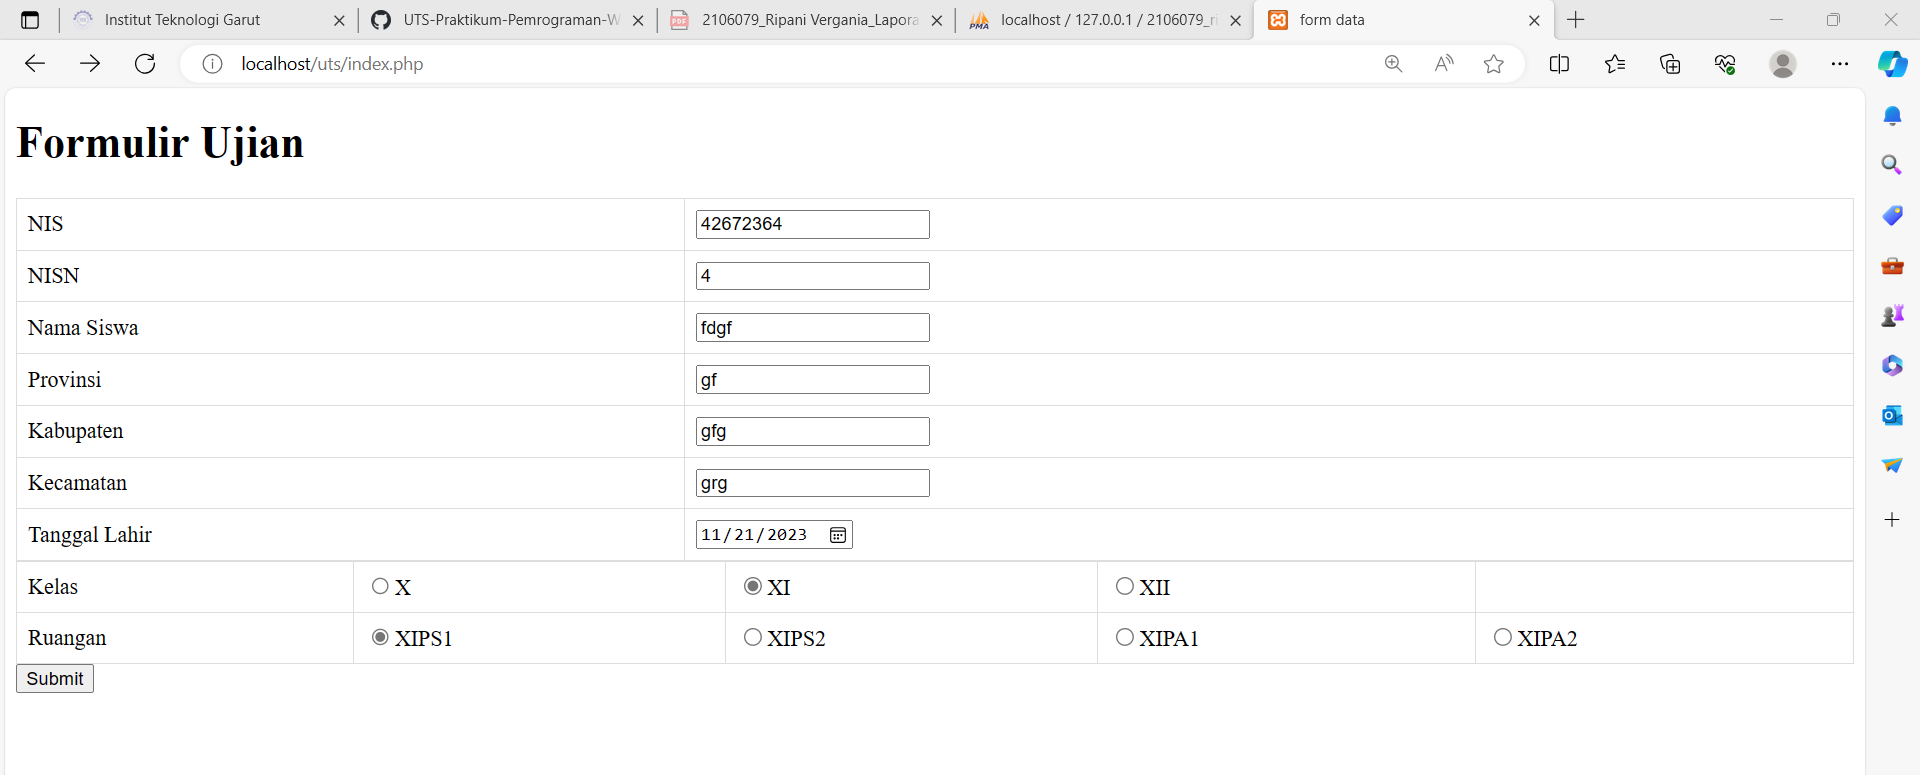 Institut Teknologi Garut
UTS-Praktikum-Pemrograman-W
2106079_Ripani Vergania_Lapora
localhost / 127.0.0.1 / 2106079_ri
form data
localhost/uts/index.php
Formulir Ujian
NIS 42672364
NISN 4
Nama Siswa fdgf
Provinsi gf
Kabupaten gfg
Kecamatan grg
Tanggal Lahir 11/21/2023
Kelas X XI XII
Ruangan XIPS1 XIPS2 XIPA1 XIPA2
Submit